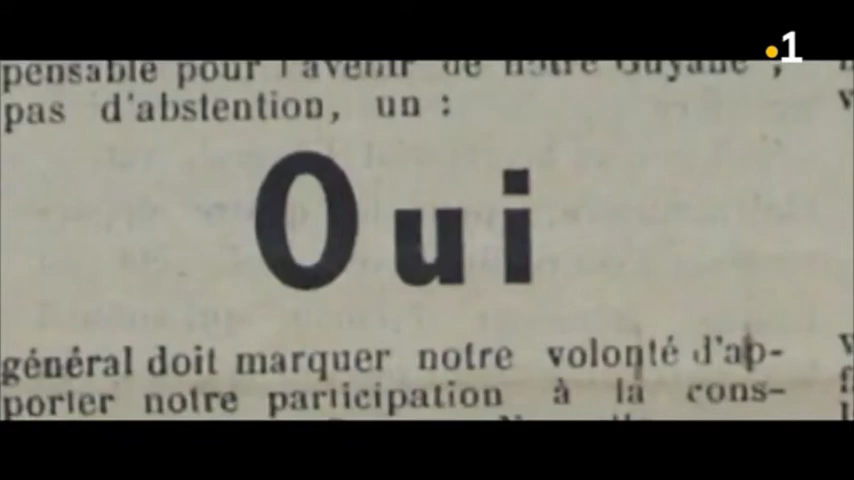 1
pensable pour l'avenir de notre Guyane ;
pas d'abstention, un :
Oui
général doit marquer notre volonté d'ap-
porter notre participation à la cons-